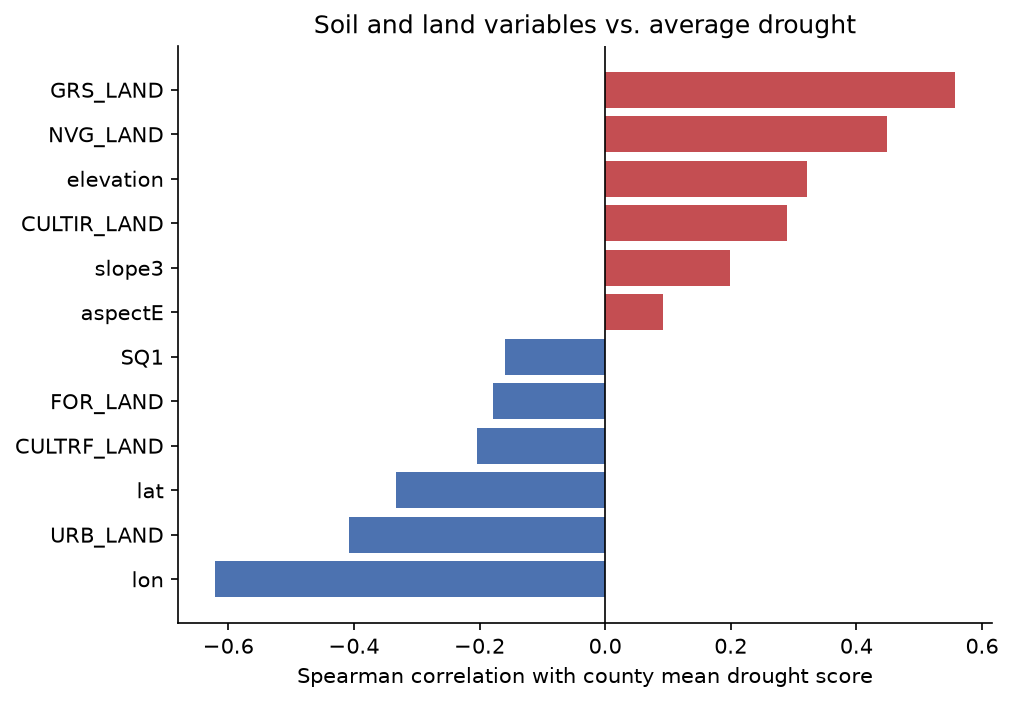 Soil and land variables vs. average drought
GRS_LAND
NVG_LAND
elevation
CULTIR_LAND
slope3
aspectE
SQ1
FOR_LAND
CULTRF_LAND
lat
URB_LAND
lon
−0.6 −0.4 −0.2 0.0 0.2 0.4 0.6
Spearman correlation with county mean drought score